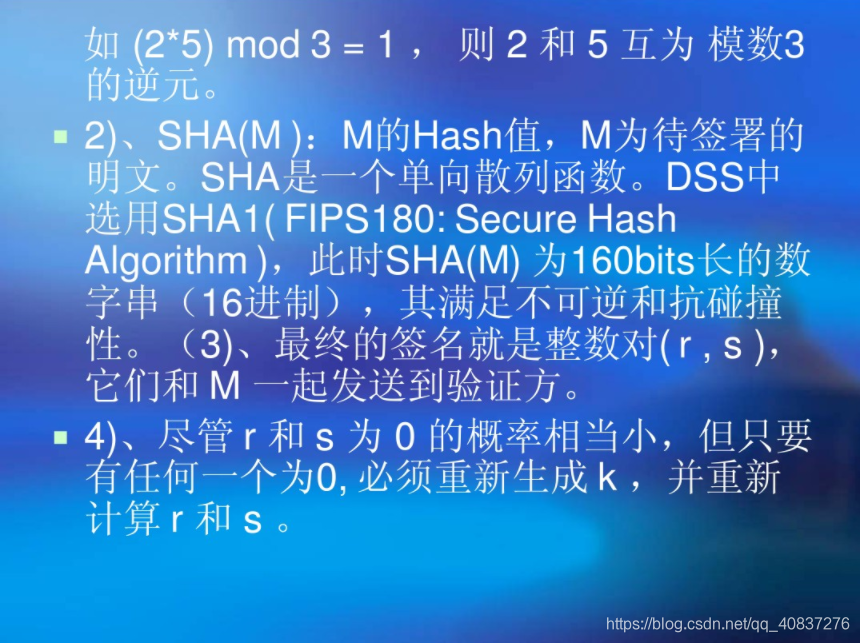 如 (2*5) mod 3 = 1 ， 则 2 和 5 互为 模数3
的逆元。
2)、SHA(M )：M的Hash值，M为待签署的
明文。SHA是一个单向散列函数。DSS中
选用SHA1( FIPS180: Secure Hash
Algorithm )，此时SHA(M) 为160bits长的数
字串（16进制），其满足不可逆和抗碰撞
性。（3)、最终的签名就是整数对( r , s )，
它们和 M 一起发送到验证方。
4)、尽管 r 和 s 为 0 的概率相当小，但只要
有任何一个为0, 必须重新生成 k ，并重新
计算 r 和 s 。
https://blog.csdn.net/qq_40837276